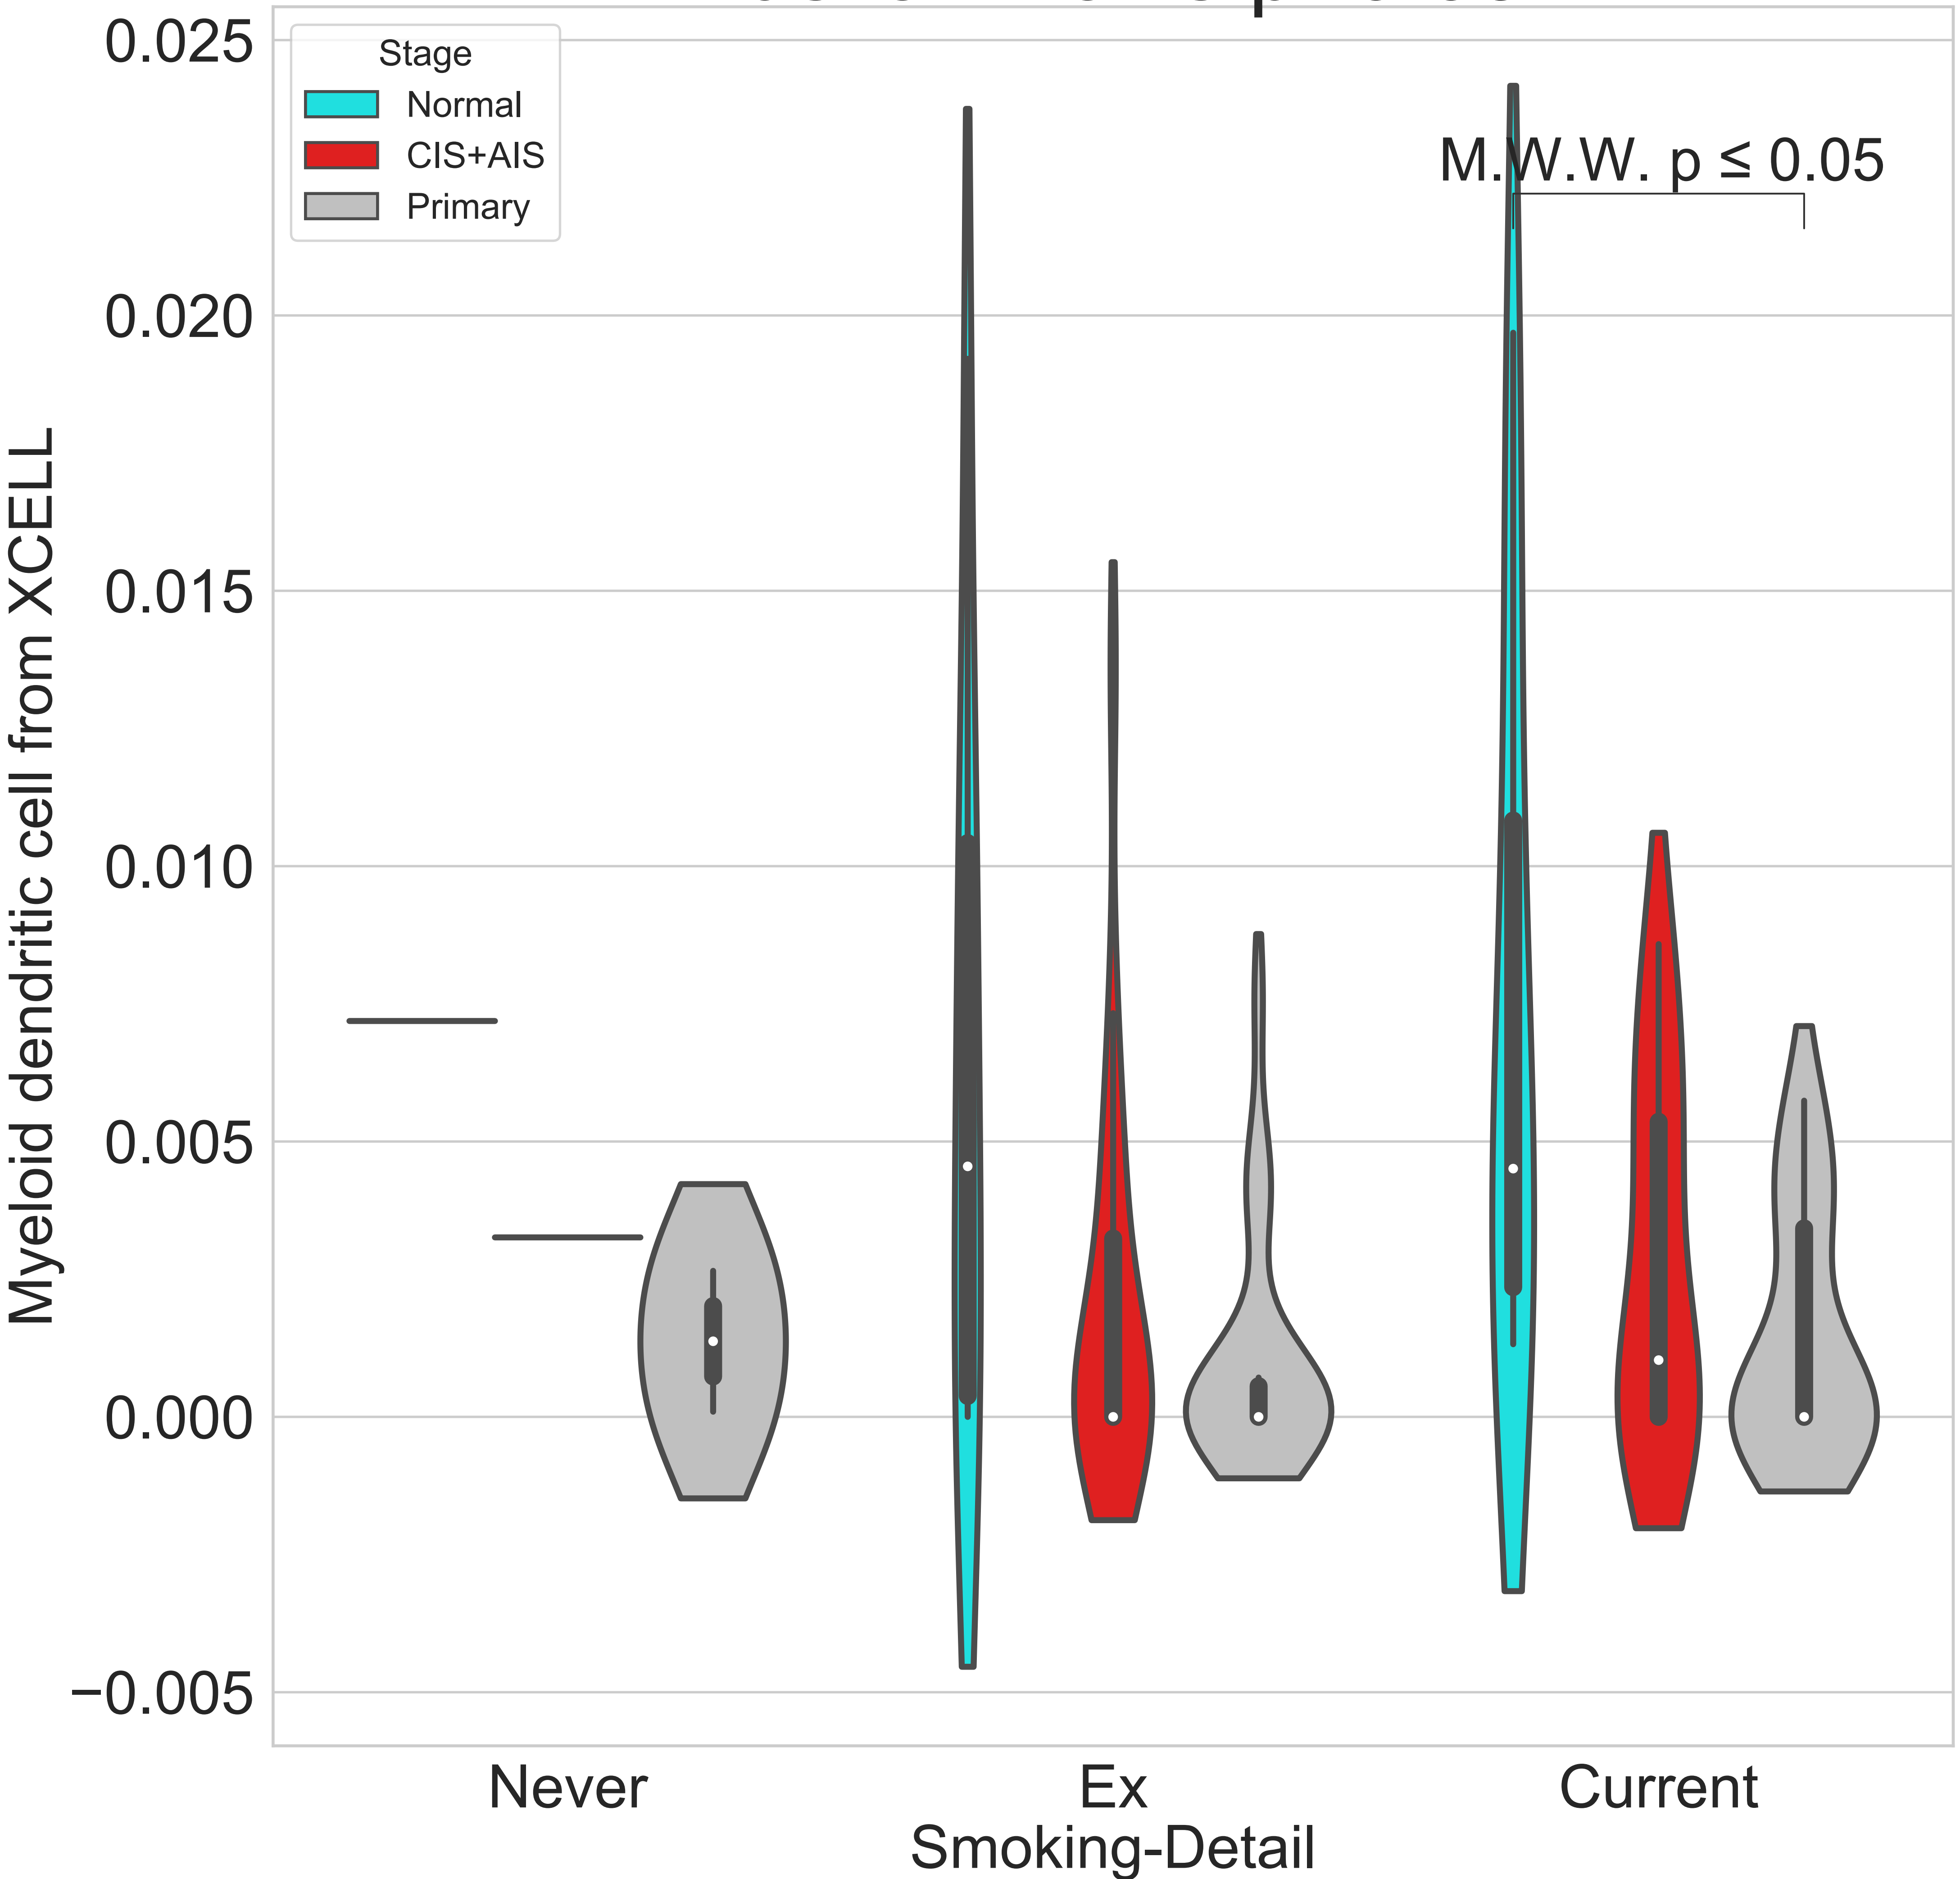 0.025
0.020
0.015
0.010
0.005
0.000
−0.005
Myeloid dendritic cell from XCELL
Stage
Normal
CIS+AIS
Primary
M.W.W. p ≤ 0.05
Never
Ex
Current
Smoking-Detail